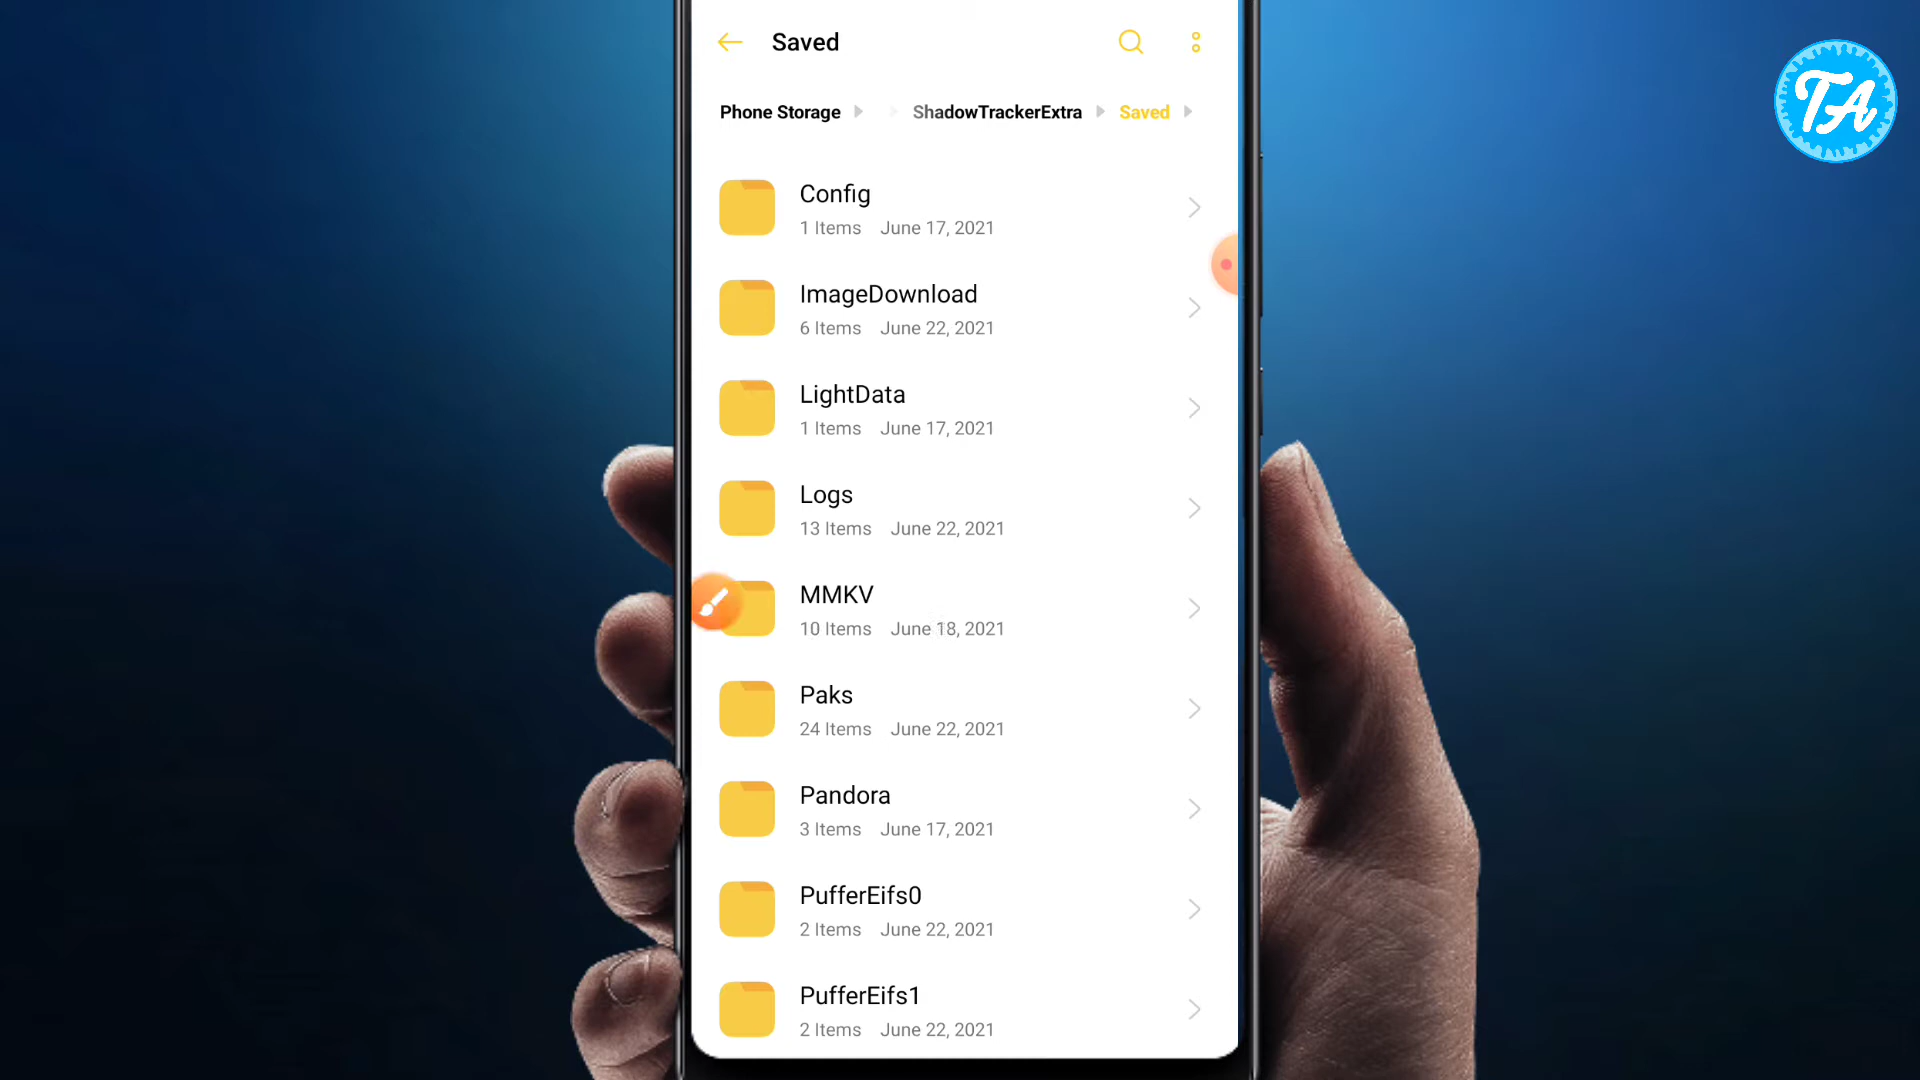 Saved
TA
Phone Storage ShadowTrackerExtra Saved
Config
1 Items June 17, 2021
ImageDownload
6 Items June 22, 2021
LightData
1 Items June 17, 2021
Logs
13 Items June 22, 2021
MMKV
10 Items June 18, 2021
Paks
24 Items June 22, 2021
Pandora
3 Items June 17, 2021
PufferEifs0
2 Items June 22, 2021
PufferEifs1
2 Items June 22, 2021